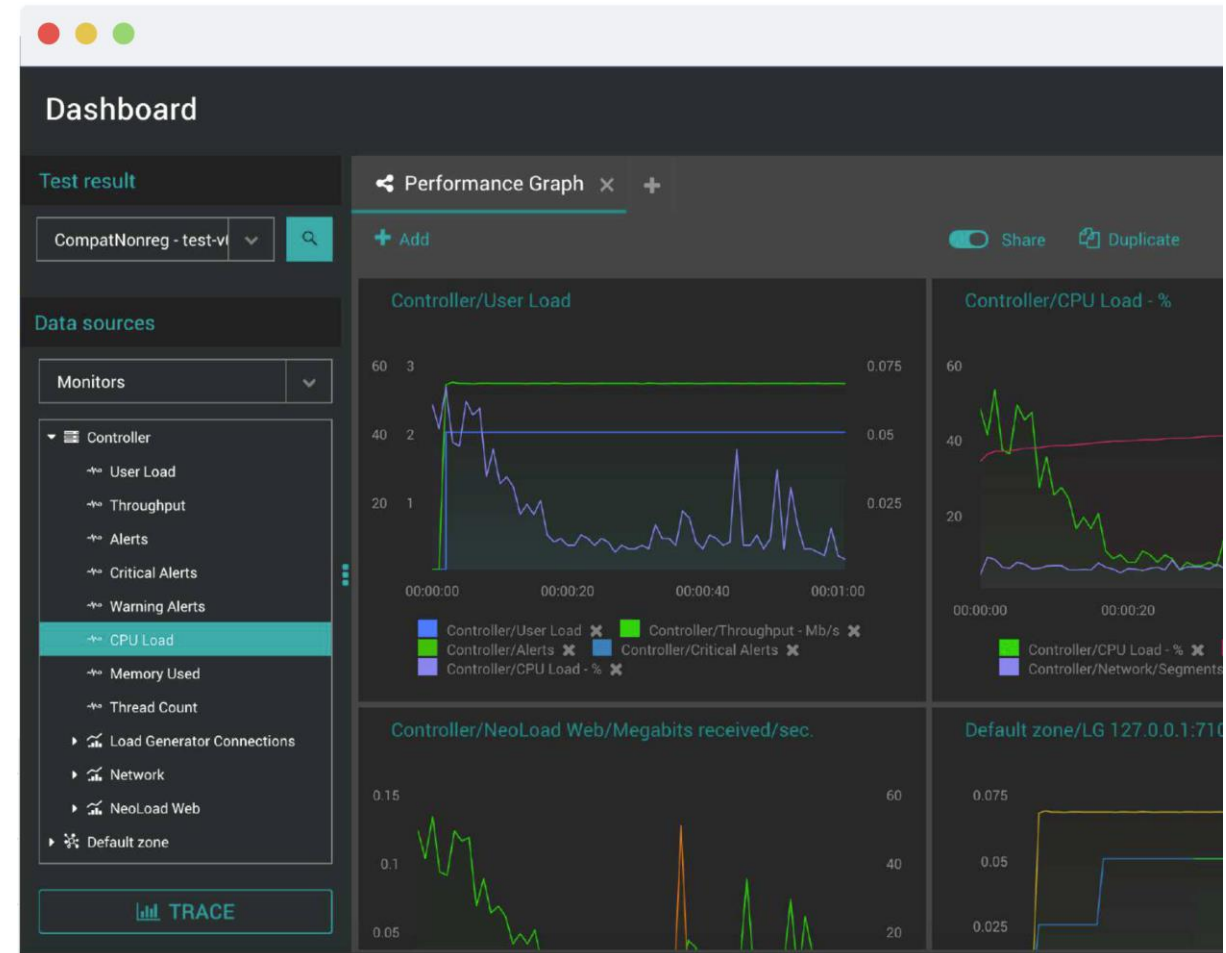 Dashboard
Test result
CompatNonreg - test-v
Data sources
Monitors
Controller
User Load
Throughput
Alerts
Critical Alerts
Warning Alerts
CPU Load
Memory Used
Thread Count
Load Generator Connections
Network
NeoLoad Web
Default zone
TRACE
Performance Graph
Add
Share Duplicate
Controller/User Load
60 3 0.075
40 2 0.05
20 1 0.025
00:00:00 00:00:20 00:00:40 00:01:00
Controller/User Load Controller/Throughput - Mb/s
Controller/Alerts Controller/Critical Alerts
Controller/CPU Load - %
Controller/CPU Load - %
60
40
20
00:00:00 00:00:20
Controller/CPU Load - %
Controller/Network/Segments
Controller/NeoLoad Web/Megabits received/sec.
0.15 60
0.1 40
0.05 20
Default zone/LG 127.0.0.1:710
0.075
0.05
0.025